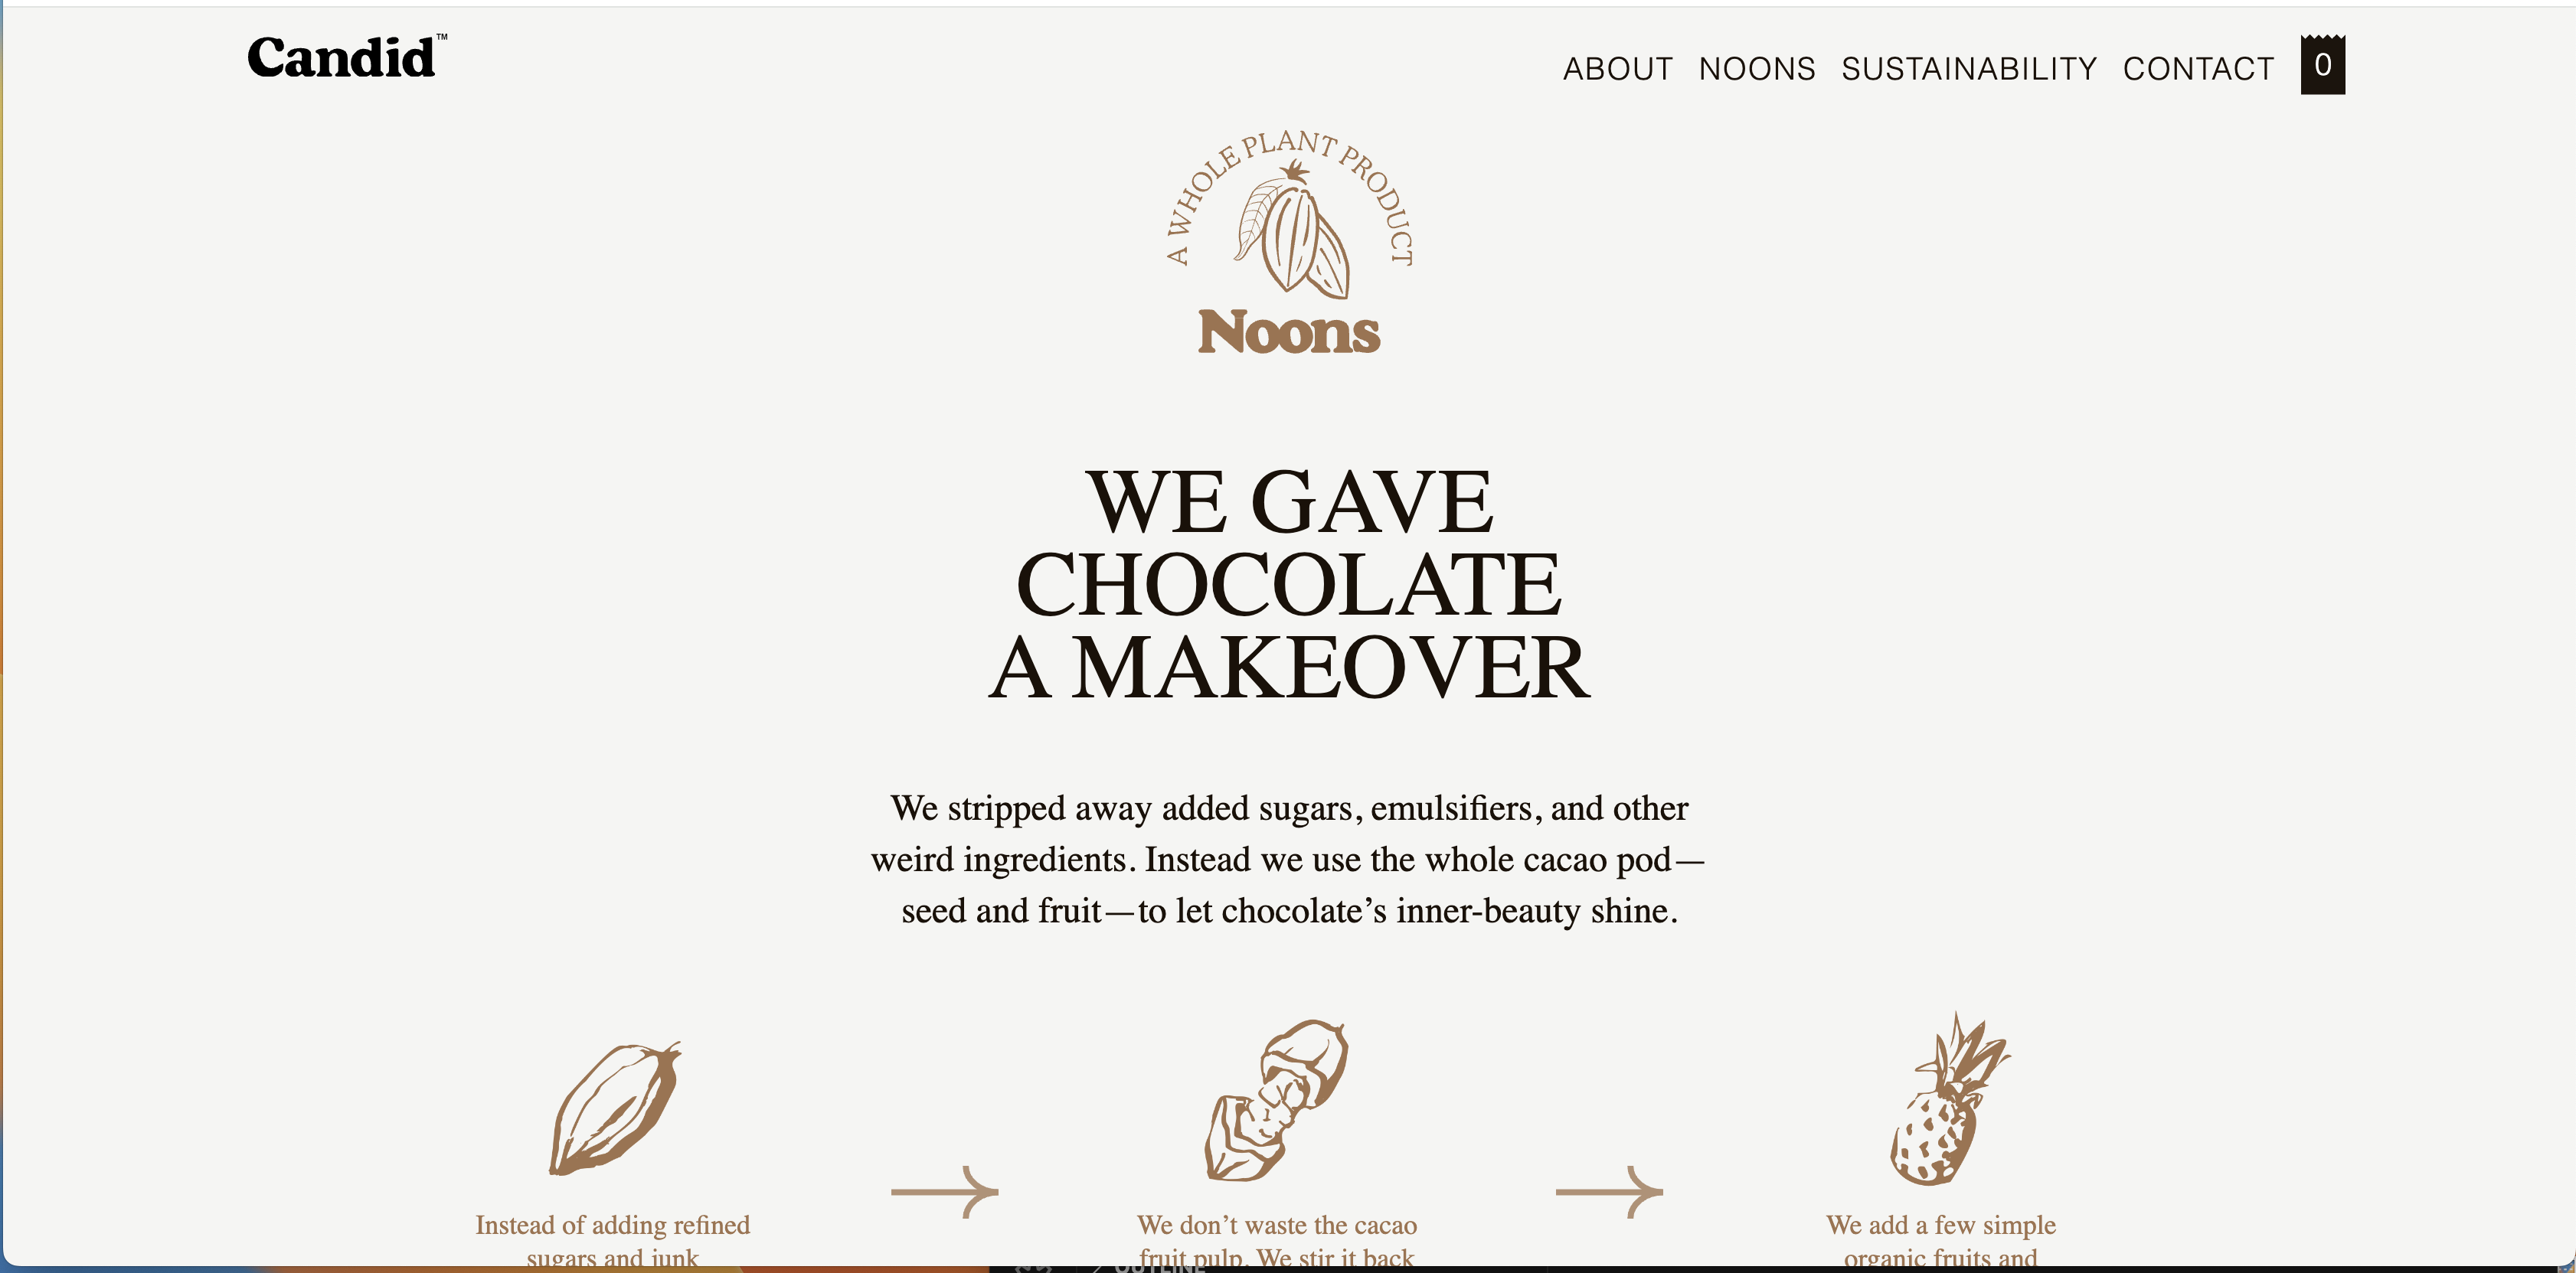 Candid™
ABOUT NOONS SUSTAINABILITY CONTACT 0
A WHOLE PLANT PRODUCT
Noons
WE GAVE
CHOCOLATE
A MAKEOVER
We stripped away added sugars, emulsifiers, and other
weird ingredients. Instead we use the whole cacao pod—
seed and fruit—to let chocolate’s inner-beauty shine.
Instead of adding refined
sugars and junk
We don’t waste the cacao
fruit pulp. We stir it back
We add a few simple
organic fruits and
OUTLINE